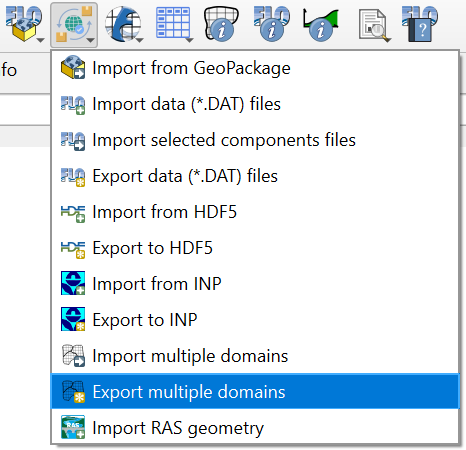 fo
Import from GeoPackage
Import data (*.DAT) files
Import selected components files
Export data (*.DAT) files
Import from HDF5
Export to HDF5
Import from INP
Export to INP
Import multiple domains
Export multiple domains
Import RAS geometry